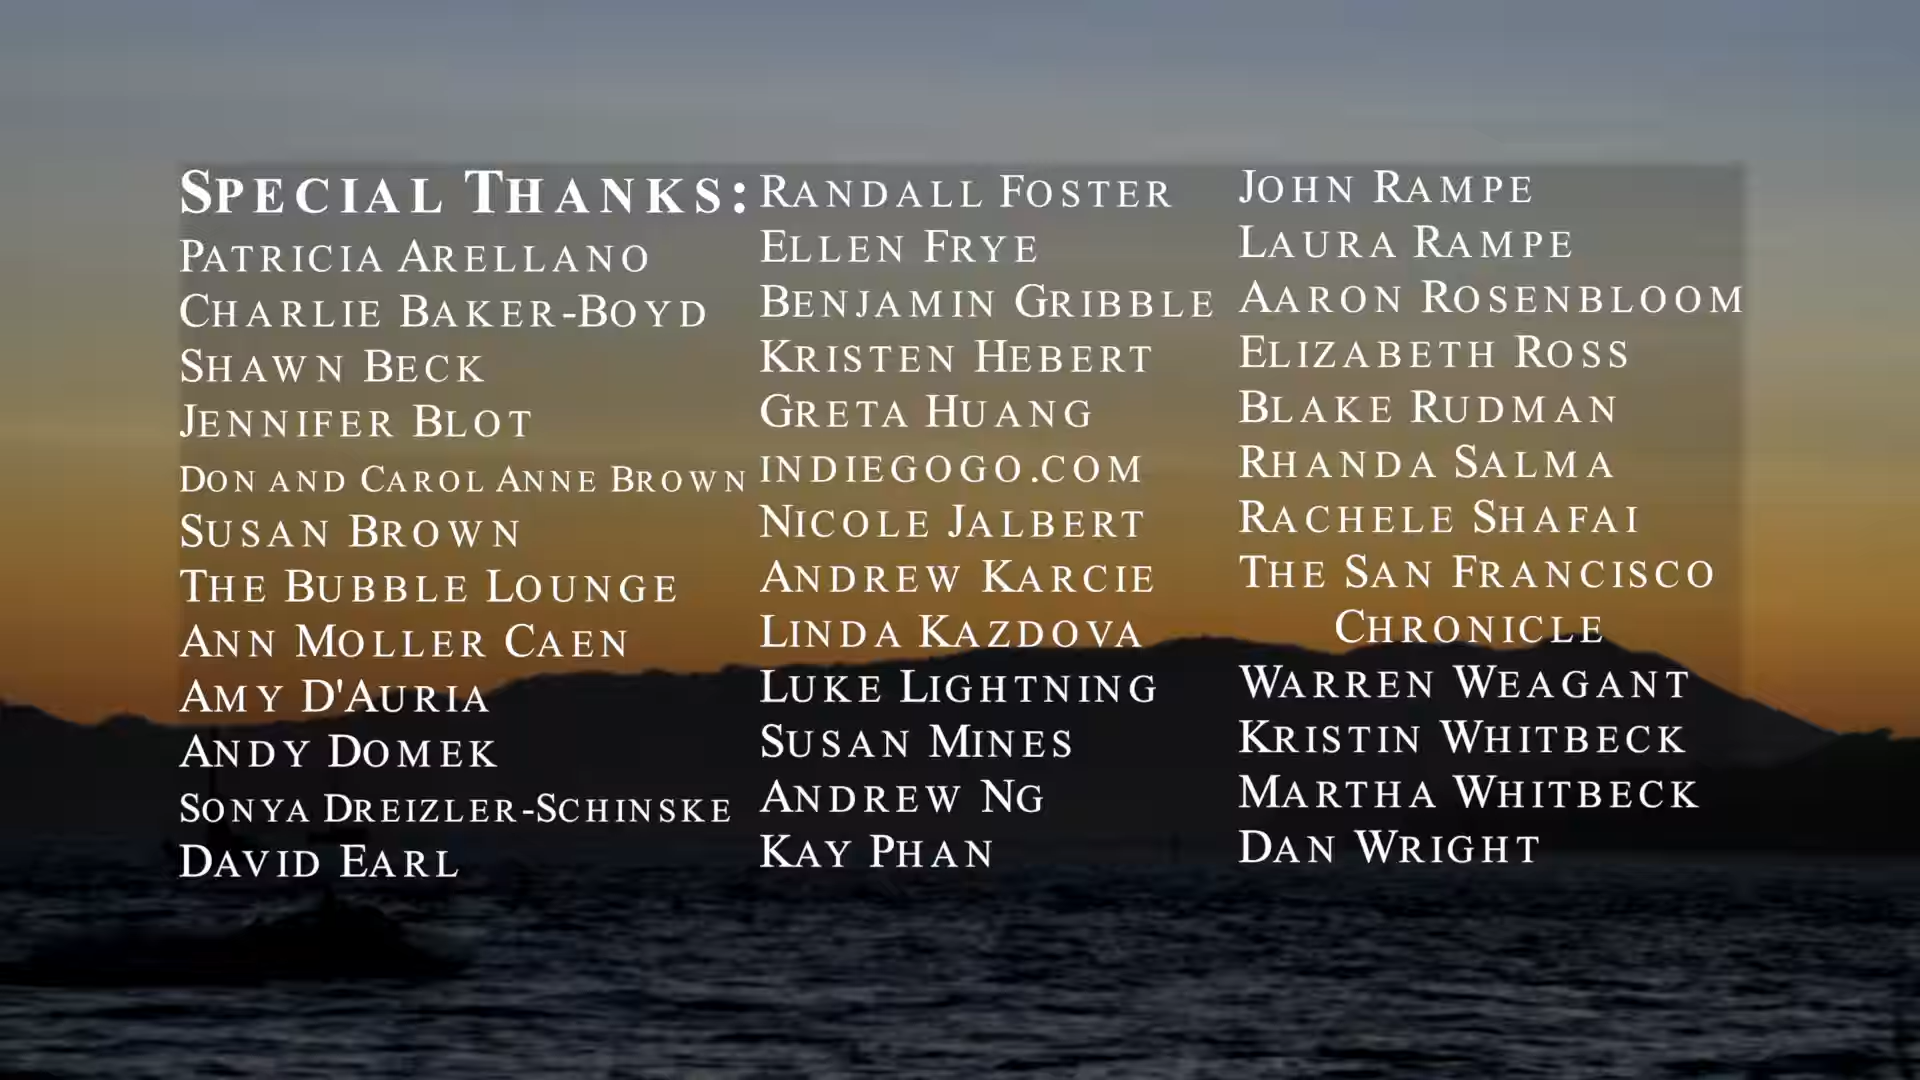 SPECIAL THANKS:
PATRICIA ARELLANO
CHARLIE BAKER-BOYD
SHAWN BECK
JENNIFER BLOT
DON AND CAROL ANNE BROWN
SUSAN BROWN
THE BUBBLE LOUNGE
ANN MOLLER CAEN
AMY D'AURIA
ANDY DOMEK
SONYA DREIZLER-SCHINSKE
DAVID EARL
RANDALL FOSTER
ELLEN FRYE
BENJAMIN GRIBBLE
KRISTEN HEBERT
GRETA HUANG
INDIEGOGO.COM
NICOLE JALBERT
ANDREW KARCIE
LINDA KAZDOVA
LUKE LIGHTNING
SUSAN MINES
ANDREW NG
KAY PHAN
JOHN RAMPE
LAURA RAMPE
AARON ROSENBLOOM
ELIZABETH ROSS
BLAKE RUDMAN
RHANDA SALMA
RACHELE SHAFAI
THE SAN FRANCISCO
CHRONICLE
WARREN WEAGANT
KRISTIN WHITBECK
MARTHA WHITBECK
DAN WRIGHT